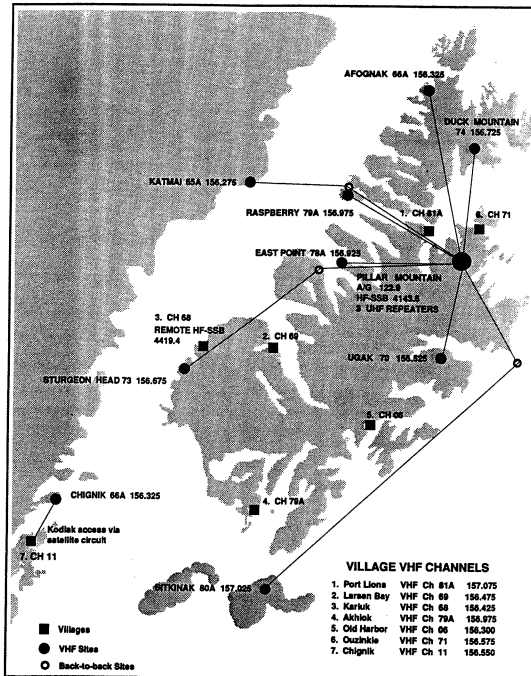 AFOGNAK 66A 156.325
DUCK MOUNTAIN
74 156.725
KATMAI 65A 156.275
RASPBERRY 79A 156.975
1. CH 81A
6. CH 71
EAST POINT 78A 156.925
PILLAR MOUNTAIN
A/G 122.9
HF-SSB 4143.6
3 UHF REPEATERS
3. CH 68
REMOTE HF-SSB
4419.4
2. CH 69
UGAK 70 156.525
STURGEON HEAD 73 156.675
5. CH 06
CHIGNIK 66A 156.325
4. CH 79A
Kodiak access via
satellite circuit
7. CH 11
SITKINAK 80A 157.025
VILLAGE VHF CHANNELS
1. Port Lions VHF Ch 81A 157.075
2. Larsen Bay VHF Ch 69 156.475
3. Karluk VHF Ch 68 156.425
4. Akhiok VHF Ch 79A 156.975
5. Old Harbor VHF Ch 06 156.300
6. Ouzinkie VHF Ch 71 156.575
7. Chignik VHF Ch 11 156.550
Villages
VHF Sites
Back-to-back Sites